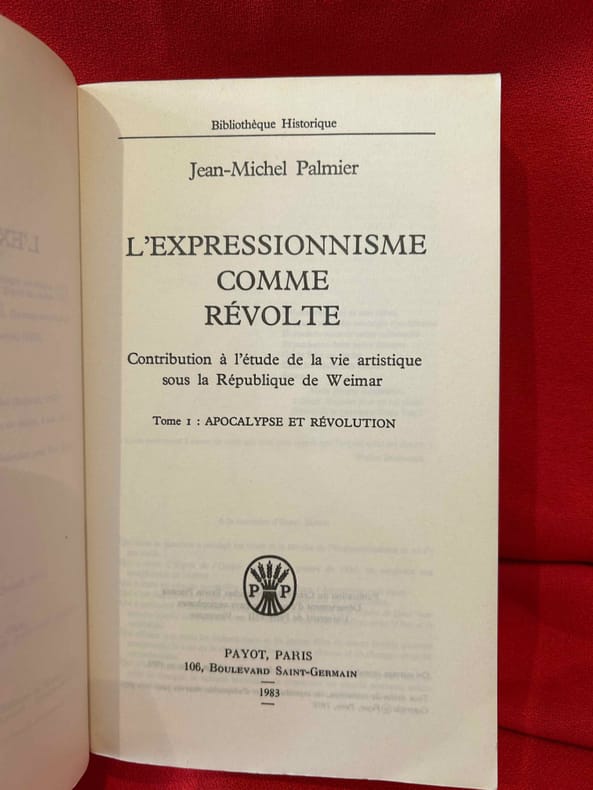 Bibliothèque Historique
Jean-Michel Palmier
L'EXPRESSIONNISME
COMME
RÉVOLTE
Contribution à l'étude de la vie artistique
sous la République de Weimar
Tome 1 : APOCALYPSE ET RÉVOLUTION
P P
PAYOT, PARIS
106, BOULEVARD SAINT-GERMAIN
1983